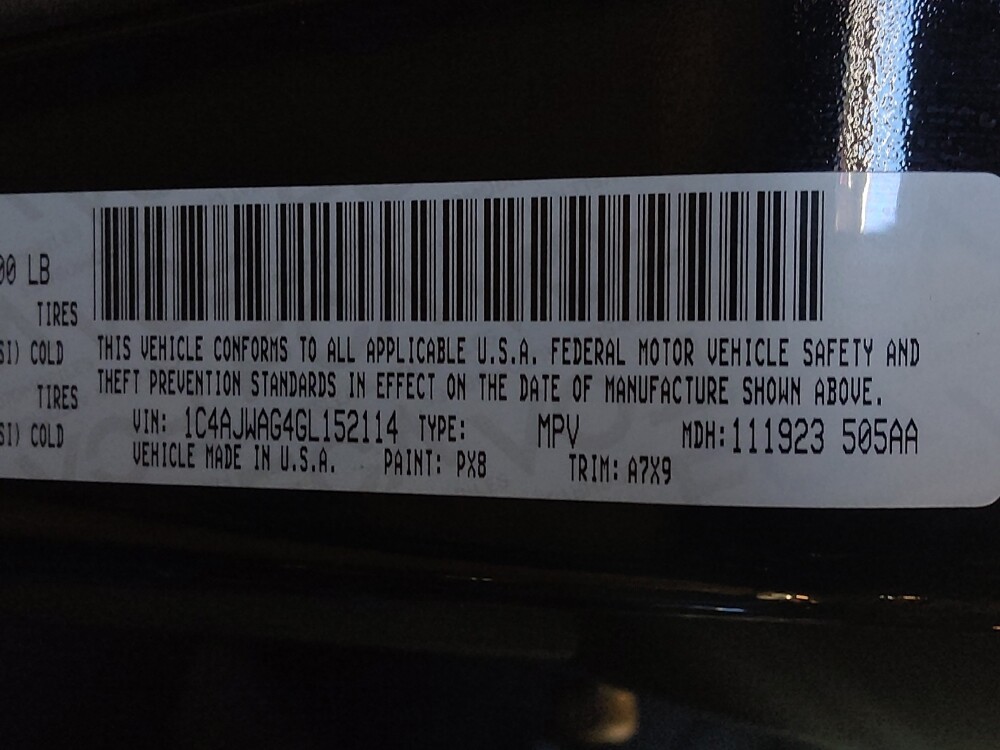 00 LB
TIRES
SI) COLD
TIRES
SI) COLD
THIS VEHICLE CONFORMS TO ALL APPLICABLE U.S.A. FEDERAL MOTOR VEHICLE SAFETY AND
THEFT PREVENTION STANDARDS IN EFFECT ON THE DATE OF MANUFACTURE SHOWN ABOVE.
VIN: 1C4AJWAG4GL152114 TYPE: MPV MDH:111923 505AA
VEHICLE MADE IN U.S.A. PAINT: PX8 TRIM: A7X9